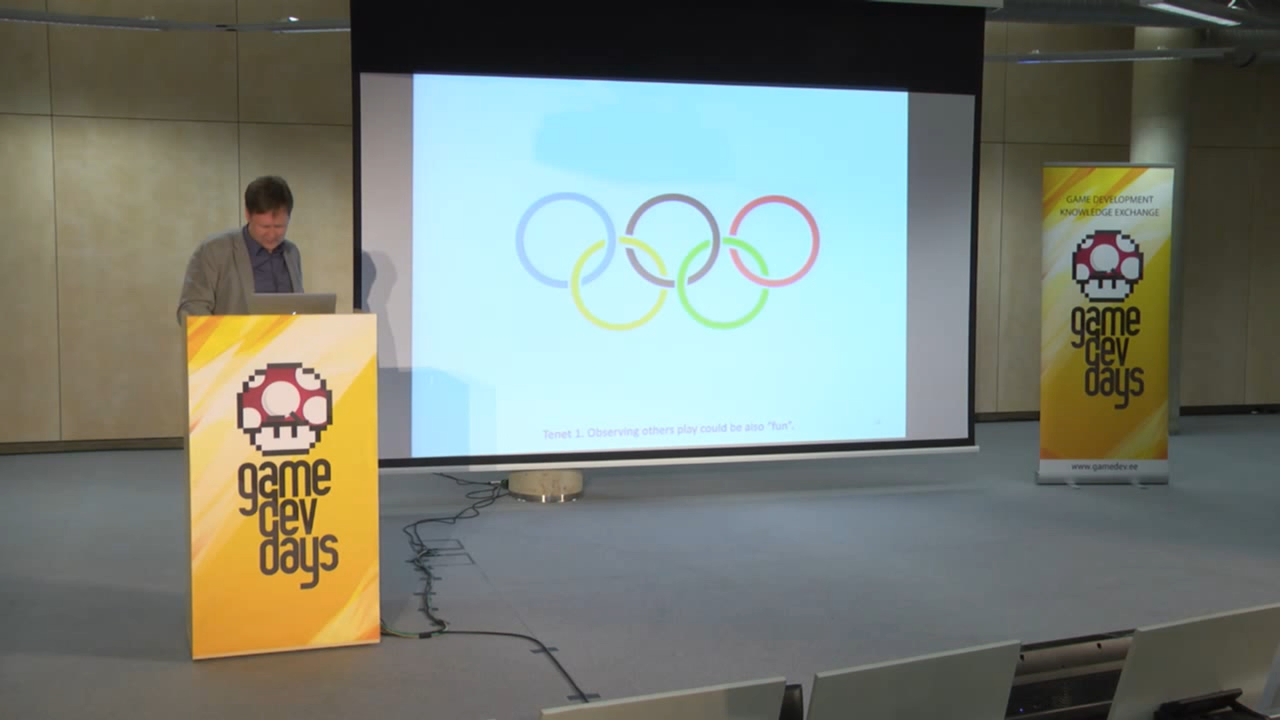 Tenet 1. Observing others play could be also "fun".
game
dev
days
GAME DEVELOPMENT
KNOWLEDGE EXCHANGE
game
dev
days
www.gamedev.ee